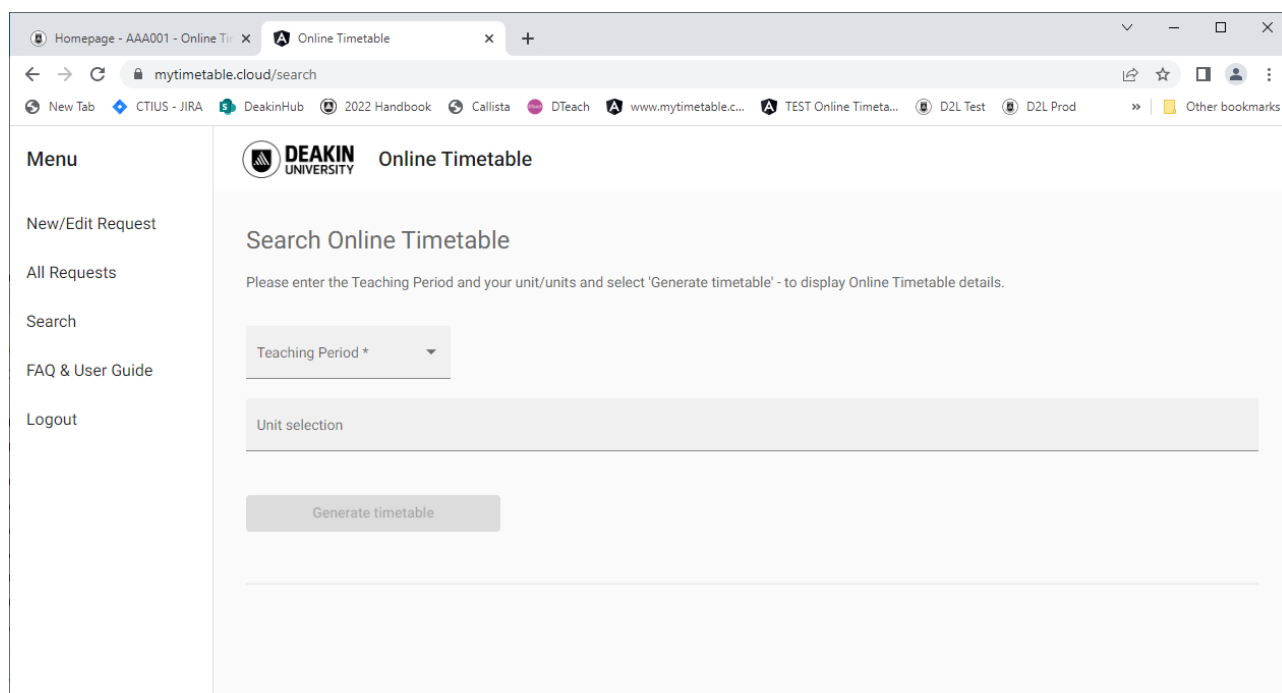 Homepage - AAA001 - Online Ti
Online Timetable
mytimetable.cloud/search
New Tab
CTIUS - JIRA
DeakinHub
2022 Handbook
Callista
DTeach
www.mytimetable.c...
TEST Online Timeta...
D2L Test
D2L Prod
»
Other bookmarks
Menu
DEAKIN
UNIVERSITY
Online Timetable
New/Edit Request
All Requests
Search
FAQ & User Guide
Logout
Search Online Timetable
Please enter the Teaching Period and your unit/units and select 'Generate timetable' - to display Online Timetable details.
Teaching Period *
Unit selection
Generate timetable